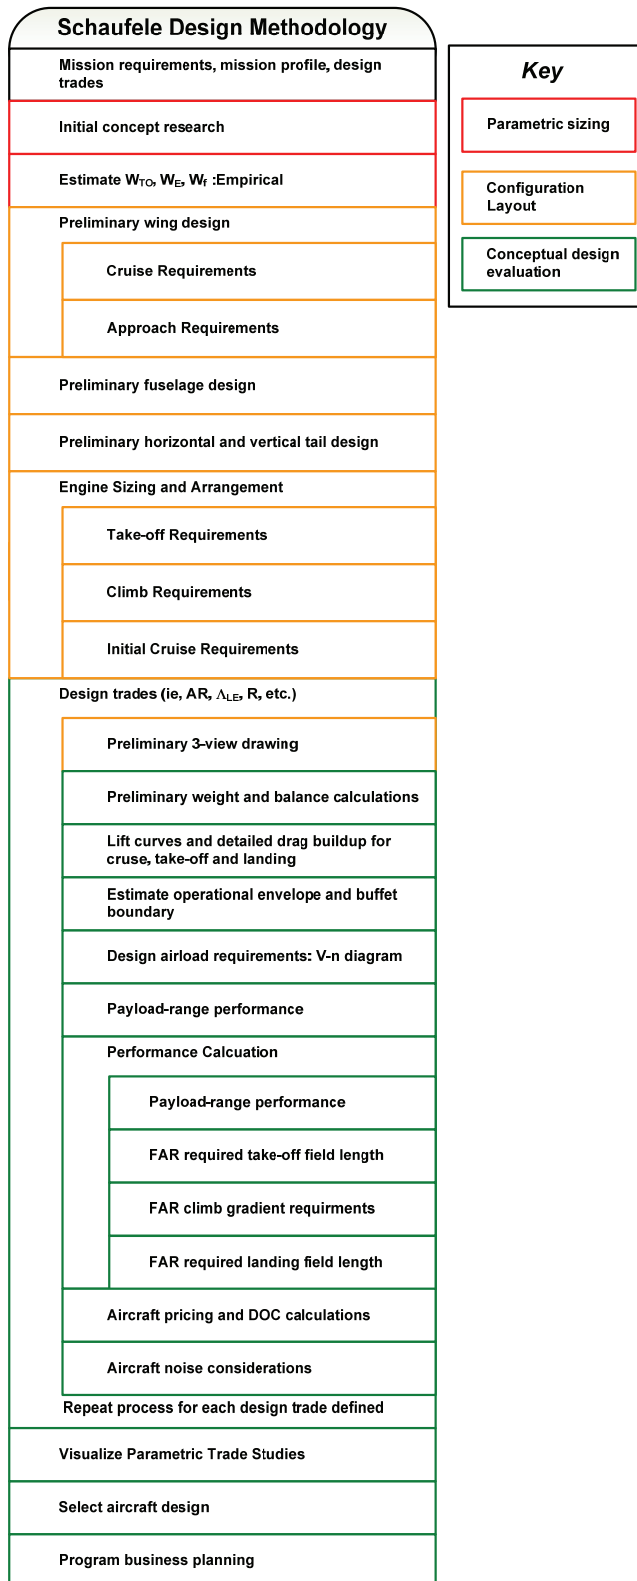 Schaufele Design Methodology
Mission requirements, mission profile, design
trades
Initial concept research
Estimate WTO, WE, Wf :Empirical
Preliminary wing design
Cruise Requirements
Approach Requirements
Preliminary fuselage design
Preliminary horizontal and vertical tail design
Engine Sizing and Arrangement
Take-off Requirements
Climb Requirements
Initial Cruise Requirements
Design trades (ie, AR, ΛLE, R, etc.)
Preliminary 3-view drawing
Preliminary weight and balance calculations
Lift curves and detailed drag buildup for
cruse, take-off and landing
Estimate operational envelope and buffet
boundary
Design airload requirements: V-n diagram
Payload-range performance
Performance Calcuation
Payload-range performance
FAR required take-off field length
FAR climb gradient requirments
FAR required landing field length
Aircraft pricing and DOC calculations
Aircraft noise considerations
Repeat process for each design trade defined
Visualize Parametric Trade Studies
Select aircraft design
Program business planning
Key
Parametric sizing
Configuration
Layout
Conceptual design
evaluation